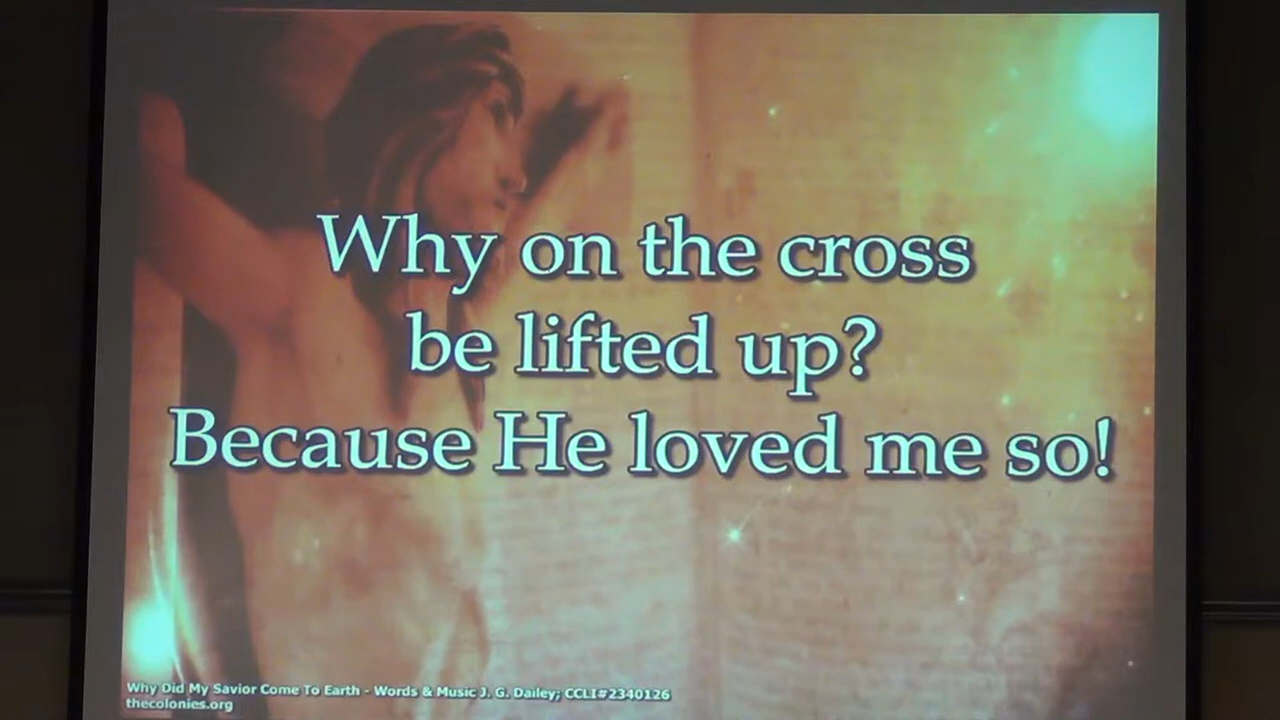 Why on the cross
be lifted up?
Because He loved me so!
Why Did My Savior Come To Earth - Words & Music J. G. Dailey; CCLI#2340126
thecolonies.org